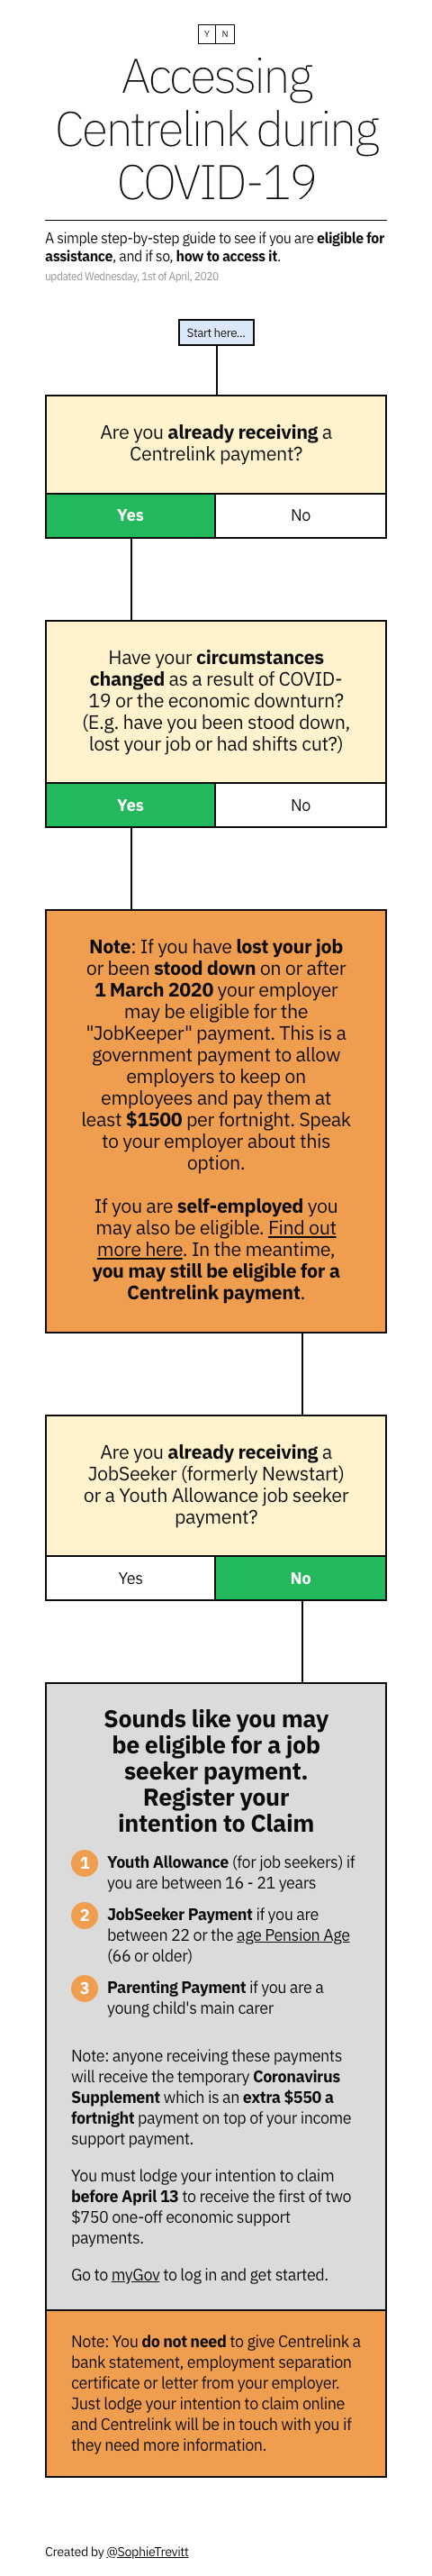 Y N
Accessing
Centrelink during
COVID-19
A simple step-by-step guide to see if you are eligible for
assistance, and if so, how to access it.
updated Wednesday, 1st of April, 2020
Start here...
Are you already receiving a
Centrelink payment?
Yes No
Have your circumstances
changed as a result of COVID-
19 or the economic downturn?
(E.g. have you been stood down,
lost your job or had shifts cut?)
Yes No
Note: If you have lost your job
or been stood down on or after
1 March 2020 your employer
may be eligible for the
"JobKeeper" payment. This is a
government payment to allow
employers to keep on
employees and pay them at
least $1500 per fortnight. Speak
to your employer about this
option.
If you are self-employed you
may also be eligible. Find out
more here. In the meantime,
you may still be eligible for a
Centrelink payment.
Are you already receiving a
JobSeeker (formerly Newstart)
or a Youth Allowance job seeker
payment?
Yes No
Sounds like you may
be eligible for a job
seeker payment.
Register your
intention to Claim
1 Youth Allowance (for job seekers) if
you are between 16 - 21 years
2 JobSeeker Payment if you are
between 22 or the age Pension Age
(66 or older)
3 Parenting Payment if you are a
young child's main carer
Note: anyone receiving these payments
will receive the temporary Coronavirus
Supplement which is an extra $550 a
fortnight payment on top of your income
support payment.
You must lodge your intention to claim
before April 13 to receive the first of two
$750 one-off economic support
payments.
Go to myGov to log in and get started.
Note: You do not need to give Centrelink a
bank statement, employment separation
certificate or letter from your employer.
Just lodge your intention to claim online
and Centrelink will be in touch with you if
they need more information.
Created by @SophieTrevitt